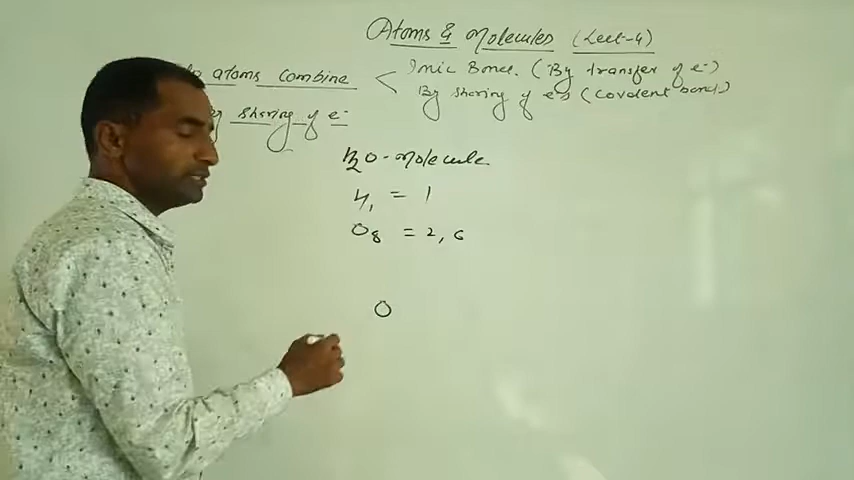 Atoms & Molecules (Lect-4)
atoms combine
Ionic Bond. (By transfer of e⁻)
By sharing of e⁻s (Covalent bond)
sharing of e⁻
H₂O - molecule
H₁ = 1
O₈ = 2, 6
O